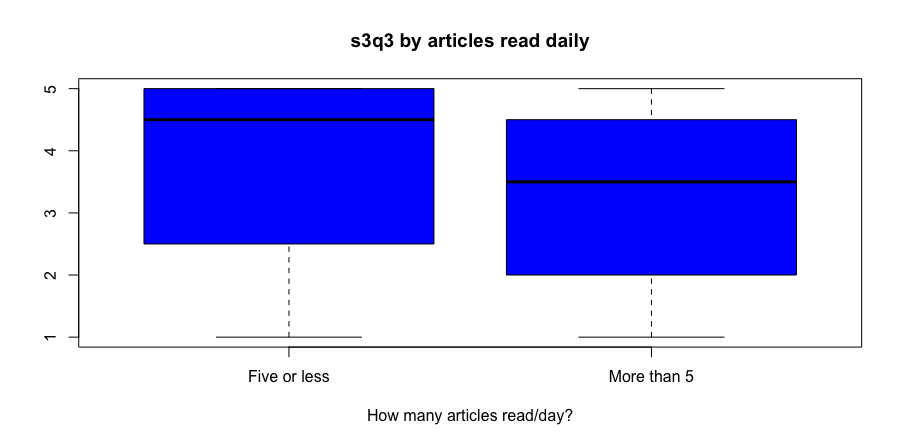 s3q3 by articles read daily
5
4
3
2
1
Five or less More than 5
How many articles read/day?